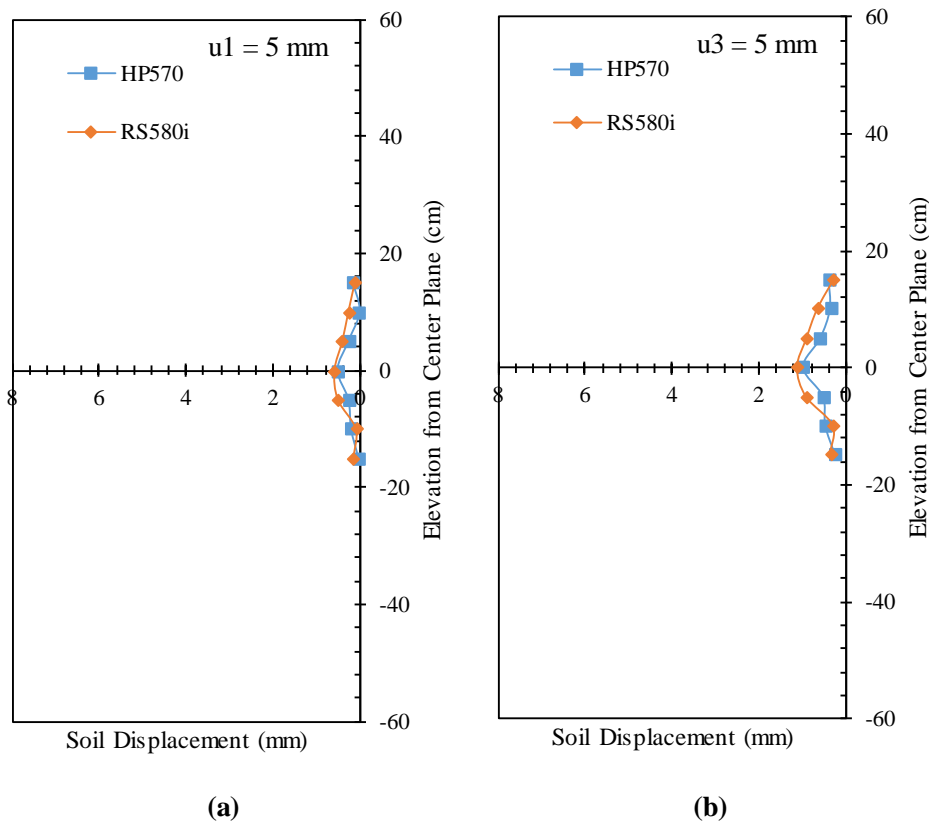 60
u1 = 5 mm
HP570
RS580i
40
20
0
8
6
4
2
0
-20
-40
-60
Elevation from Center Plane (cm)
Soil Displacement (mm)
(a)
60
u3 = 5 mm
HP570
RS580i
40
20
0
8
6
4
2
0
-20
-40
-60
Elevation from Center Plane (cm)
Soil Displacement (mm)
(b)